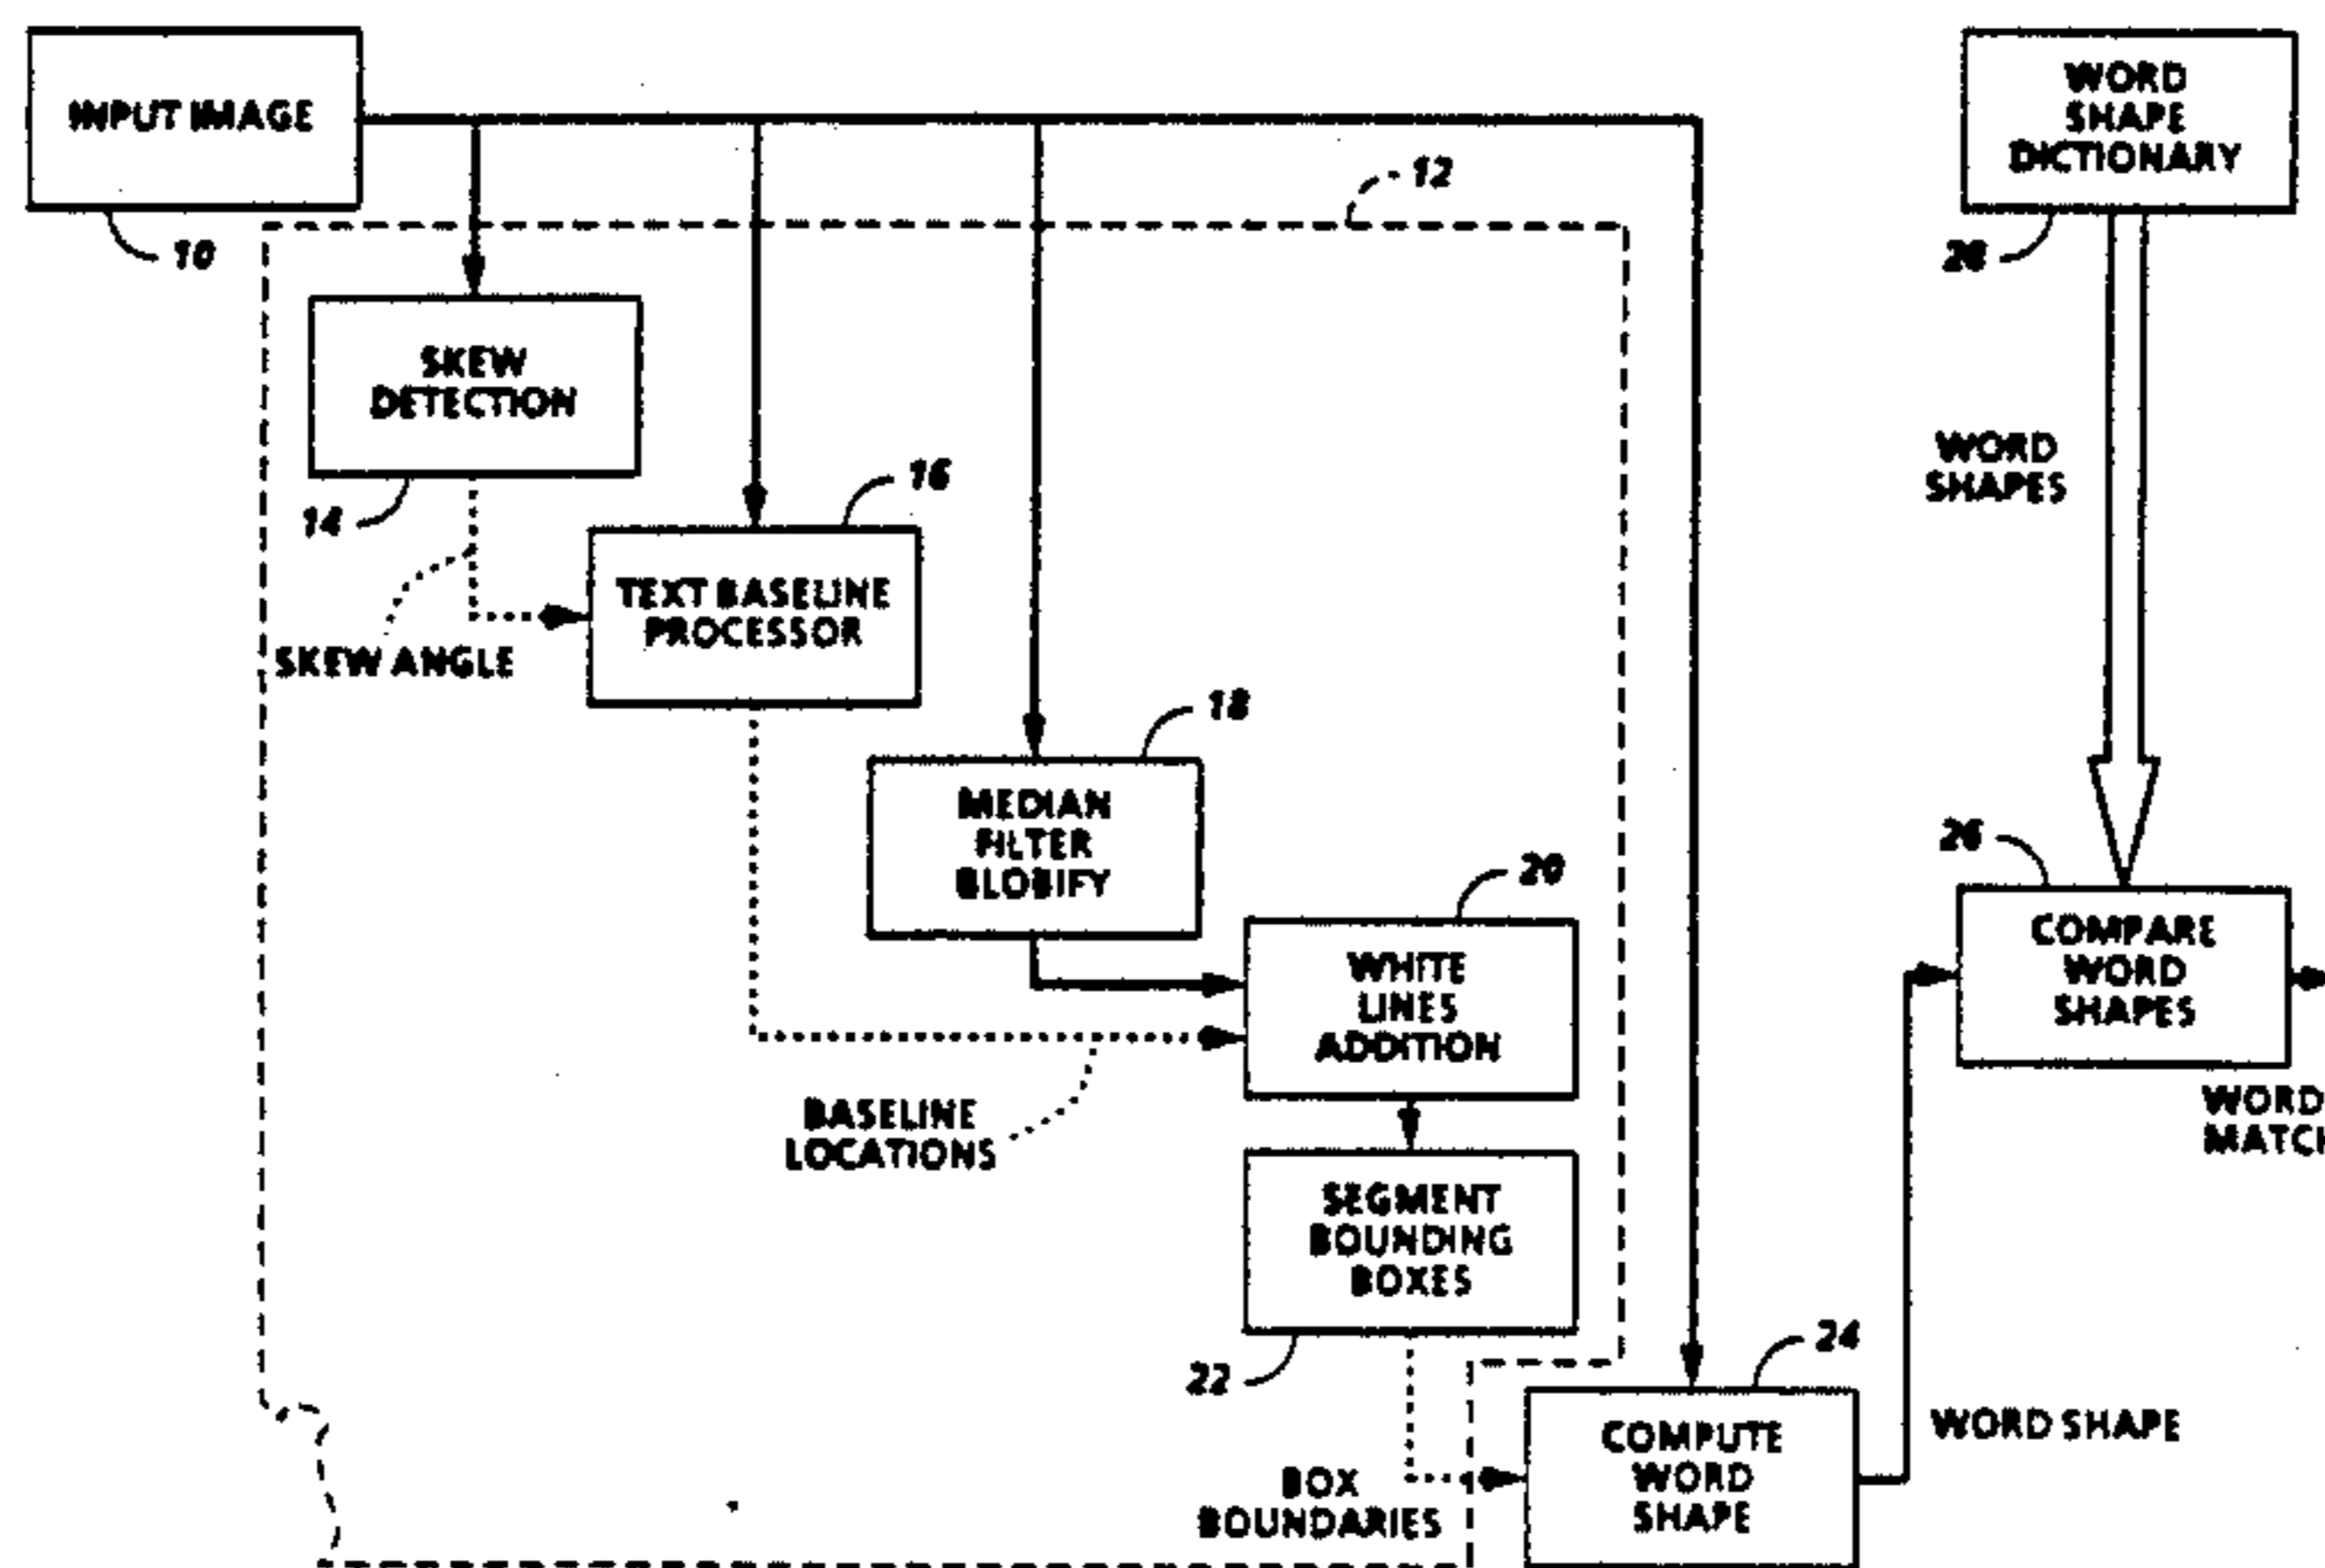 INPUT IMAGE
10
12
WORD
SHAPE
DICTIONARY
SKEW
DETECTION
14
SKEW ANGLE
16
TEXT BASELINE
PROCESSOR
WORD
SHAPES
18
MEDIAN
FILTER
BLOBIFY
20
WHITE
LINES
ADDITION
26
COMPARE
WORD
SHAPES
BASELINE
LOCATIONS
WORD
SEGMENT
BOUNDING
BOXES
22
24
COMPUTE
WORD
SHAPE
WORD SHAPE
BOX
BOUNDARIES